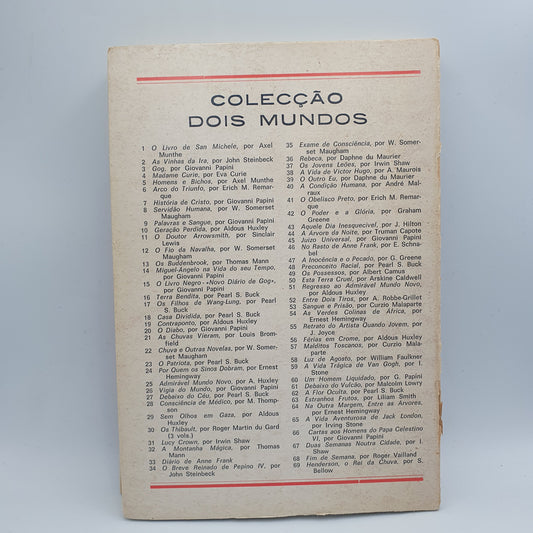 COLECÇÃO
DOIS MUNDOS
1 O Livro de San Michele, por Axel
Munthe
2 As Vinhas da Ira, por John Steinbeck
3 Gog, por Giovanni Papini
4 Madame Curie, por Eva Curie
5 Homens e Bichos, por Axel Munthe
6 Arco do Triunfo, por Erich M. Remar-
que
7 História de Cristo, por Giovanni Papini
8 Servidão Humana, por W. Somerset
Maugham
9 Palavras e Sangue, por Giovanni Papini
10 Geração Perdida, por Aldous Huxley
11 O Doutor Arrowsmith, por Sinclair
Lewis
12 O Fio da Navalha, por W. Somerset
Maugham
13 Os Buddenbrook, por Thomas Mann
14 Miguel-Angelo na Vida do seu Tempo,
por Giovanni Papini
15 O Livro Negro - «Novo Diário de Gog»,
por Giovanni Papini
16 Terra Bendita, por Pearl S. Buck
17 Os Filhos de Wang-Lung, por Pearl
S. Buck
18 Casa Dividida, por Pearl S. Buck
19 Contraponto, por Aldous Huxley
20 O Diabo, por Giovanni Papini
21 As Chuvas Vieram, por Louis Brom-
field
22 Chuva e Outras Novelas, por W. Somer-
set Maugham
23 O Patriota, por Pearl S. Buck
24 Por Quem os Sinos Dobram, por Ernest
Hemingway
25 Admirável Mundo Novo, por A. Huxley
26 Vigia do Mundo, por Giovanni Papini
27 Debaixo do Céu, por Pearl S. Buck
28 Consciência de Médico, por M. Thomp-
son
29 Sem Olhos em Gaza, por Aldous
Huxley
30 Os Thibault, por Roger Martin du Gard
(3 vols.)
31 Lucy Crown, por Irwin Shaw
32 A Montanha Mágica, por Thomas
Mann
33 Diário de Anne Frank
34 O Breve Reinado de Pepino IV, por
John Steinbeck
35 Exame de Consciência, por W. Somer-
set Maugham
36 Rebeca, por Daphne du Maurier
37 Os Jovens Leões, por Irwin Shaw
38 A Vida de Victor Hugo, por A. Maurois
39 O Outro Eu, por Daphne du Maurier
40 A Condição Humana, por André Mal-
raux
41 O Obelisco Preto, por Erich M. Remar-
que
42 O Poder e a Glória, por Graham
Greene
43 Aquele Dia Inesquecível, por J. Hilton
44 A Árvore da Noite, por Truman Capote
45 Juízo Universal, por Giovanni Papini
46 No Rasto de Anne Frank, por E. Schna-
bel
47 A Inocência e o Pecado, por G. Greene
48 Preconceito Racial, por Pearl S. Buck
49 Os Possessos, por Albert Camus
50 Esta Terra Cruel, por Arskine Caldwell
51 Regresso ao Admirável Mundo Novo,
por Aldous Huxley
52 Entre Dois Tiros, por A. Robbe-Grillet
53 Sangue e Prisão, por Curzio Malaparte
54 As Verdes Colinas de África, por
Ernest Hemingway
55 Retrato do Artista Quando Jovem, por
J. Joyce
56 Férias em Crome, por Aldous Huxley
57 Malditos Toscanos, por Curzio Mala-
parte
58 Luz de Agosto, por William Faulkner
59 A Vida Trágica de Van Gogh, por I.
Stone
60 Um Homem Liquidado, por G. Papini
61 Debaixo do Vulcão, por Malcolm Lowry
62 A Flor Oculta, por Pearl S. Buck
63 Estranhos Frutos, por Liliam Smith
64 Na Outra Margem, Entre as Árvores,
por Ernest Hemingway
65 A Vida Aventurosa de Jack London,
por Irving Stone
66 Cartas aos Homens do Papa Celestino
VI, por Giovanni Papini
67 Duas Semanas Noutra Cidade, por I.
Shaw
68 Fim de Semana, por Roger Vailland
69 Henderson, o Rei da Chuva, por S.
Bellow